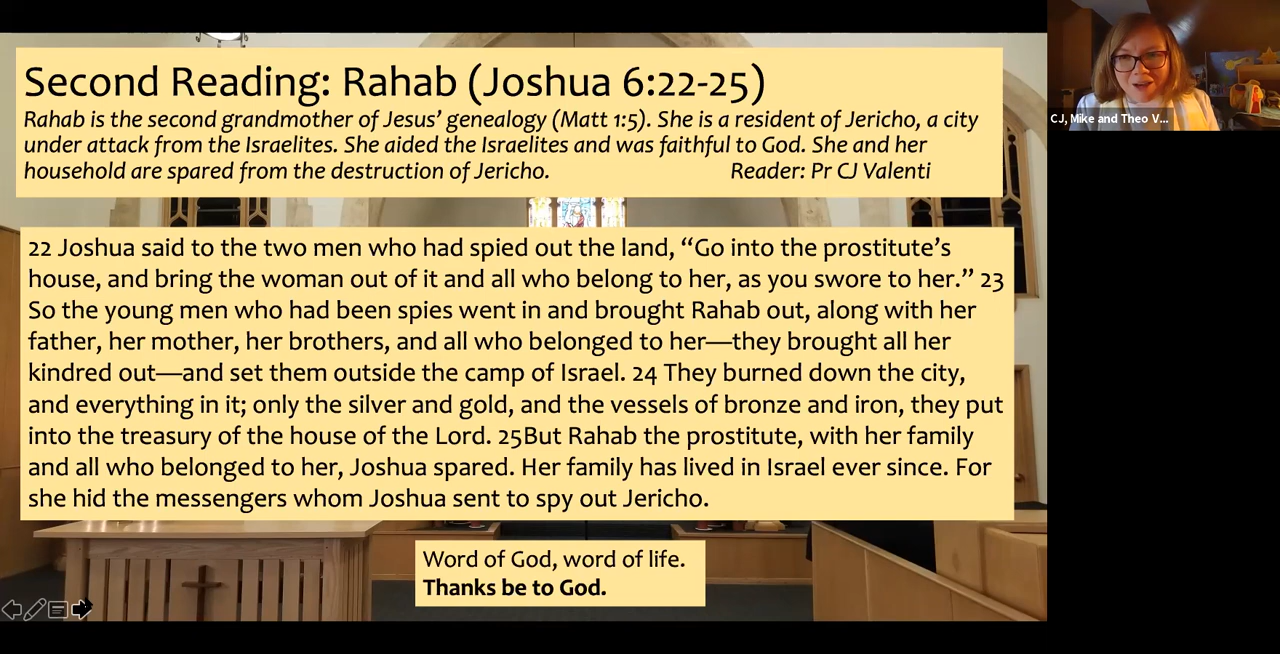 Second Reading: Rahab (Joshua 6:22-25)
Rahab is the second grandmother of Jesus’ genealogy (Matt 1:5). She is a resident of Jericho, a city
under attack from the Israelites. She aided the Israelites and was faithful to God. She and her
household are spared from the destruction of Jericho. Reader: Pr CJ Valenti
CJ, Mike and Theo V...
22 Joshua said to the two men who had spied out the land, “Go into the prostitute’s
house, and bring the woman out of it and all who belong to her, as you swore to her.” 23
So the young men who had been spies went in and brought Rahab out, along with her
father, her mother, her brothers, and all who belonged to her—they brought all her
kindred out—and set them outside the camp of Israel. 24 They burned down the city,
and everything in it; only the silver and gold, and the vessels of bronze and iron, they put
into the treasury of the house of the Lord. 25But Rahab the prostitute, with her family
and all who belonged to her, Joshua spared. Her family has lived in Israel ever since. For
she hid the messengers whom Joshua sent to spy out Jericho.
Word of God, word of life.
Thanks be to God.